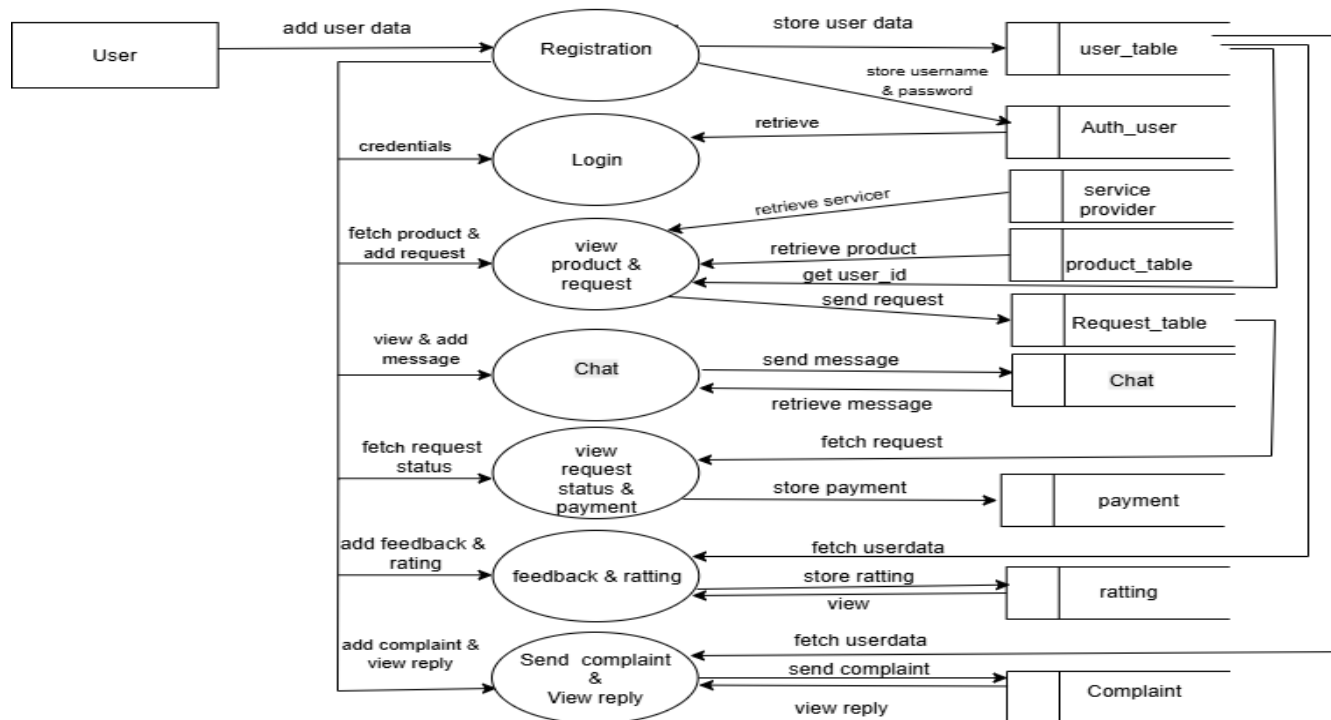 User
add user data
Registration
store user data
user_table
store username
& password
credentials
Login
retrieve
Auth_user
retrieve servicer
service
provider
fetch product &
add request
view
product &
request
retrieve product
product_table
get user_id
send request
Request_table
view & add
message
Chat
send message
Chat
retrieve message
fetch request
status
view
request
status &
payment
fetch request
store payment
payment
add feedback &
rating
feedback & ratting
fetch userdata
store ratting
ratting
view
add complaint &
view reply
Send complaint
&
View reply
fetch userdata
send complaint
Complaint
view reply